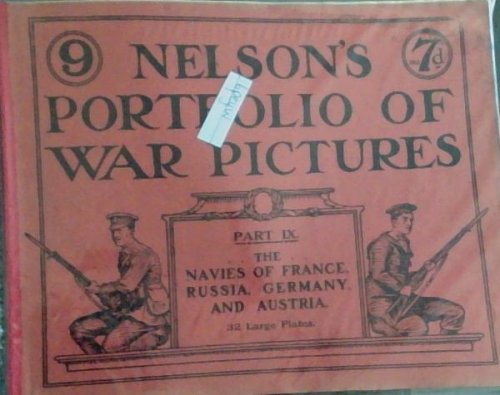 9 NELSON'S 7d
PORTFOLIO OF
WAR PICTURES
PART IX.
THE
NAVIES OF FRANCE,
RUSSIA, GERMANY,
AND AUSTRIA.
32 Large Plates.